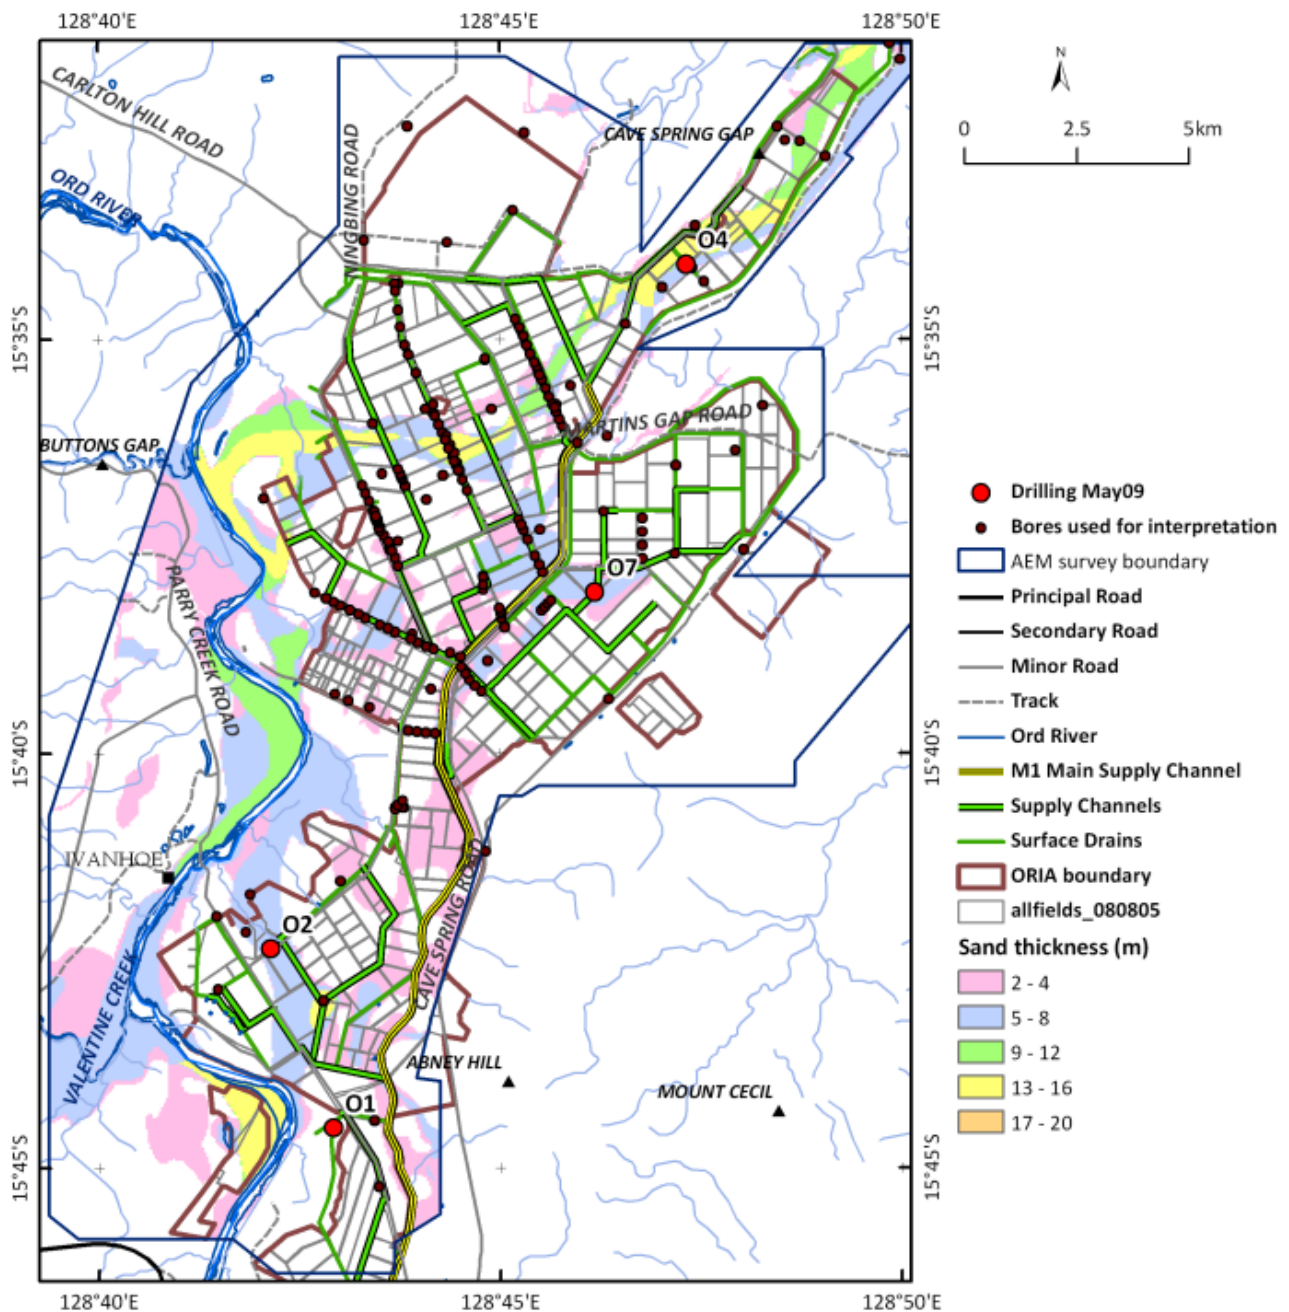 128°40'E
128°45'E
128°50'E
N
0
2.5
5km
CARLTON HILL ROAD
CAVE SPRING GAP
NINGBING ROAD
ORD RIVER
O4
15°35'S
15°35'S
MARTINS GAP ROAD
BUTTONS GAP
Drilling May09
Bores used for interpretation
AEM survey boundary
O7
Principal Road
PARRY CREEK ROAD
Secondary Road
Minor Road
Track
Ord River
15°40'S
15°40'S
M1 Main Supply Channel
Supply Channels
Surface Drains
IVANHOE
ORIA boundary
allfields_080805
O2
CAVE SPRING ROAD
Sand thickness (m)
2 - 4
VALENTINE CREEK
5 - 8
9 - 12
ABNEY HILL
13 - 16
MOUNT CECIL
O1
17 - 20
15°45'S
15°45'S
128°40'E
128°45'E
128°50'E